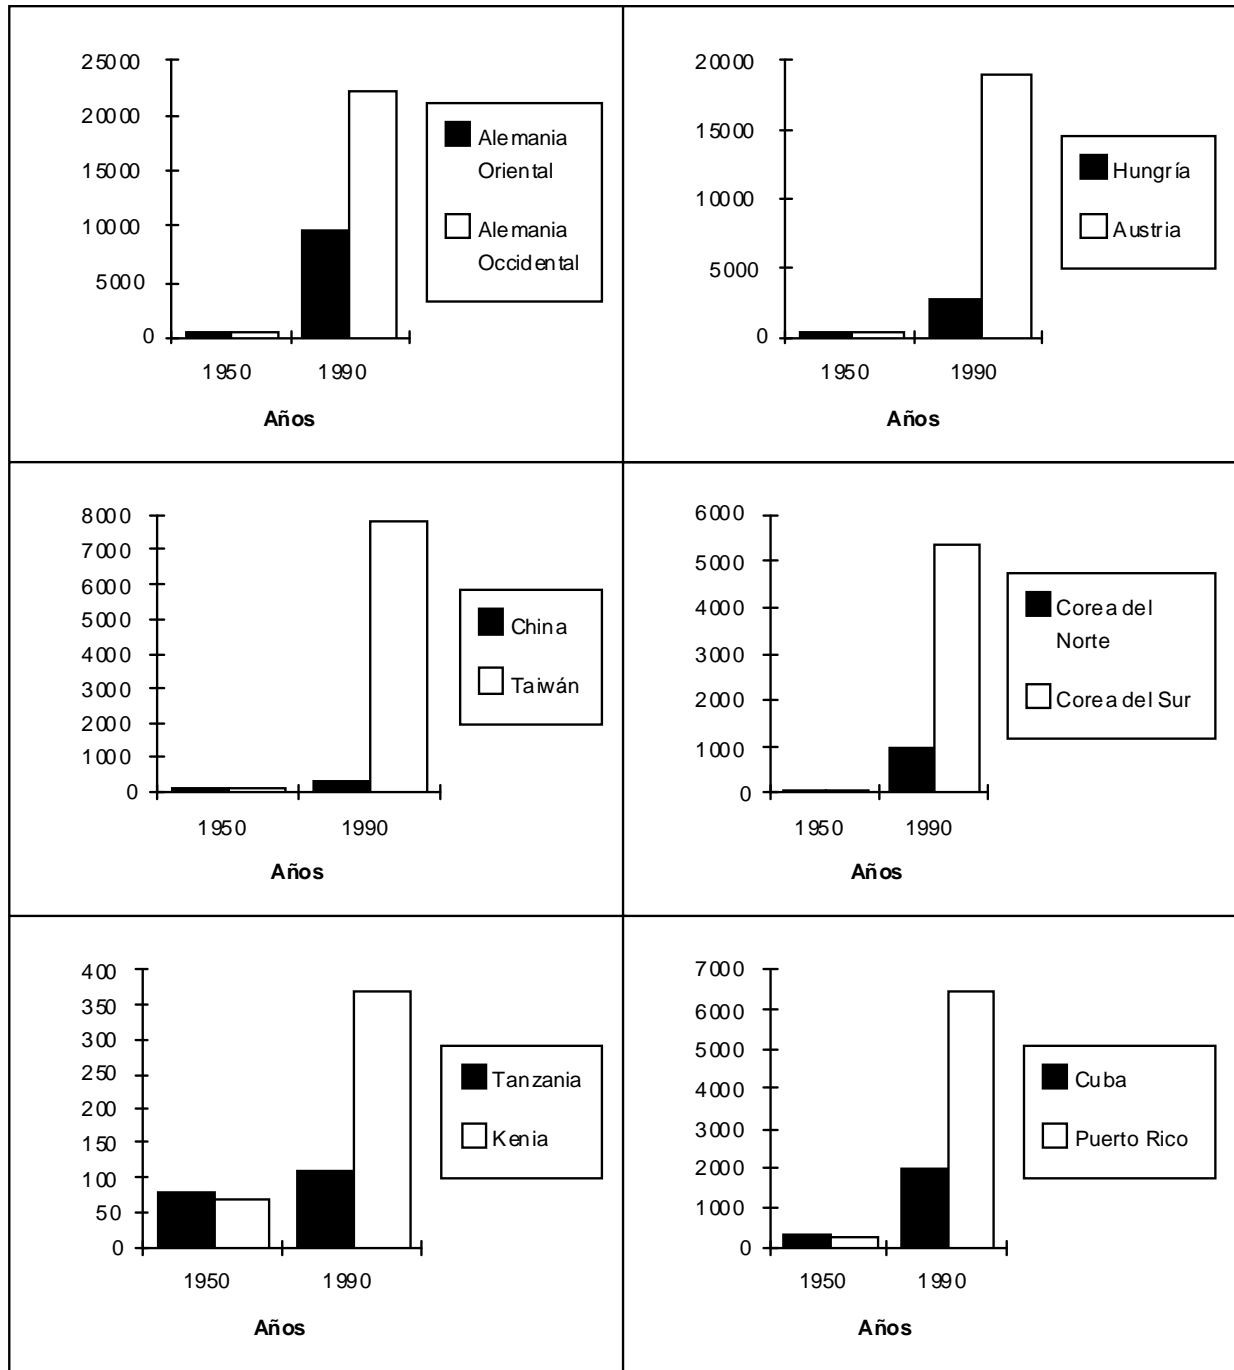 25000
20000
15000
10000
5000
0
1950 1990
Años
Alemania
Oriental
Alemania
Occidental
20000
15000
10000
5000
0
1950 1990
Años
Hungría
Austria
8000
7000
6000
5000
4000
3000
2000
1000
0
1950 1990
Años
China
Taiwán
6000
5000
4000
3000
2000
1000
0
1950 1990
Años
Corea del
Norte
Corea del Sur
400
350
300
250
200
150
100
50
0
1950 1990
Años
Tanzania
Kenia
7000
6000
5000
4000
3000
2000
1000
0
1950 1990
Años
Cuba
Puerto Rico